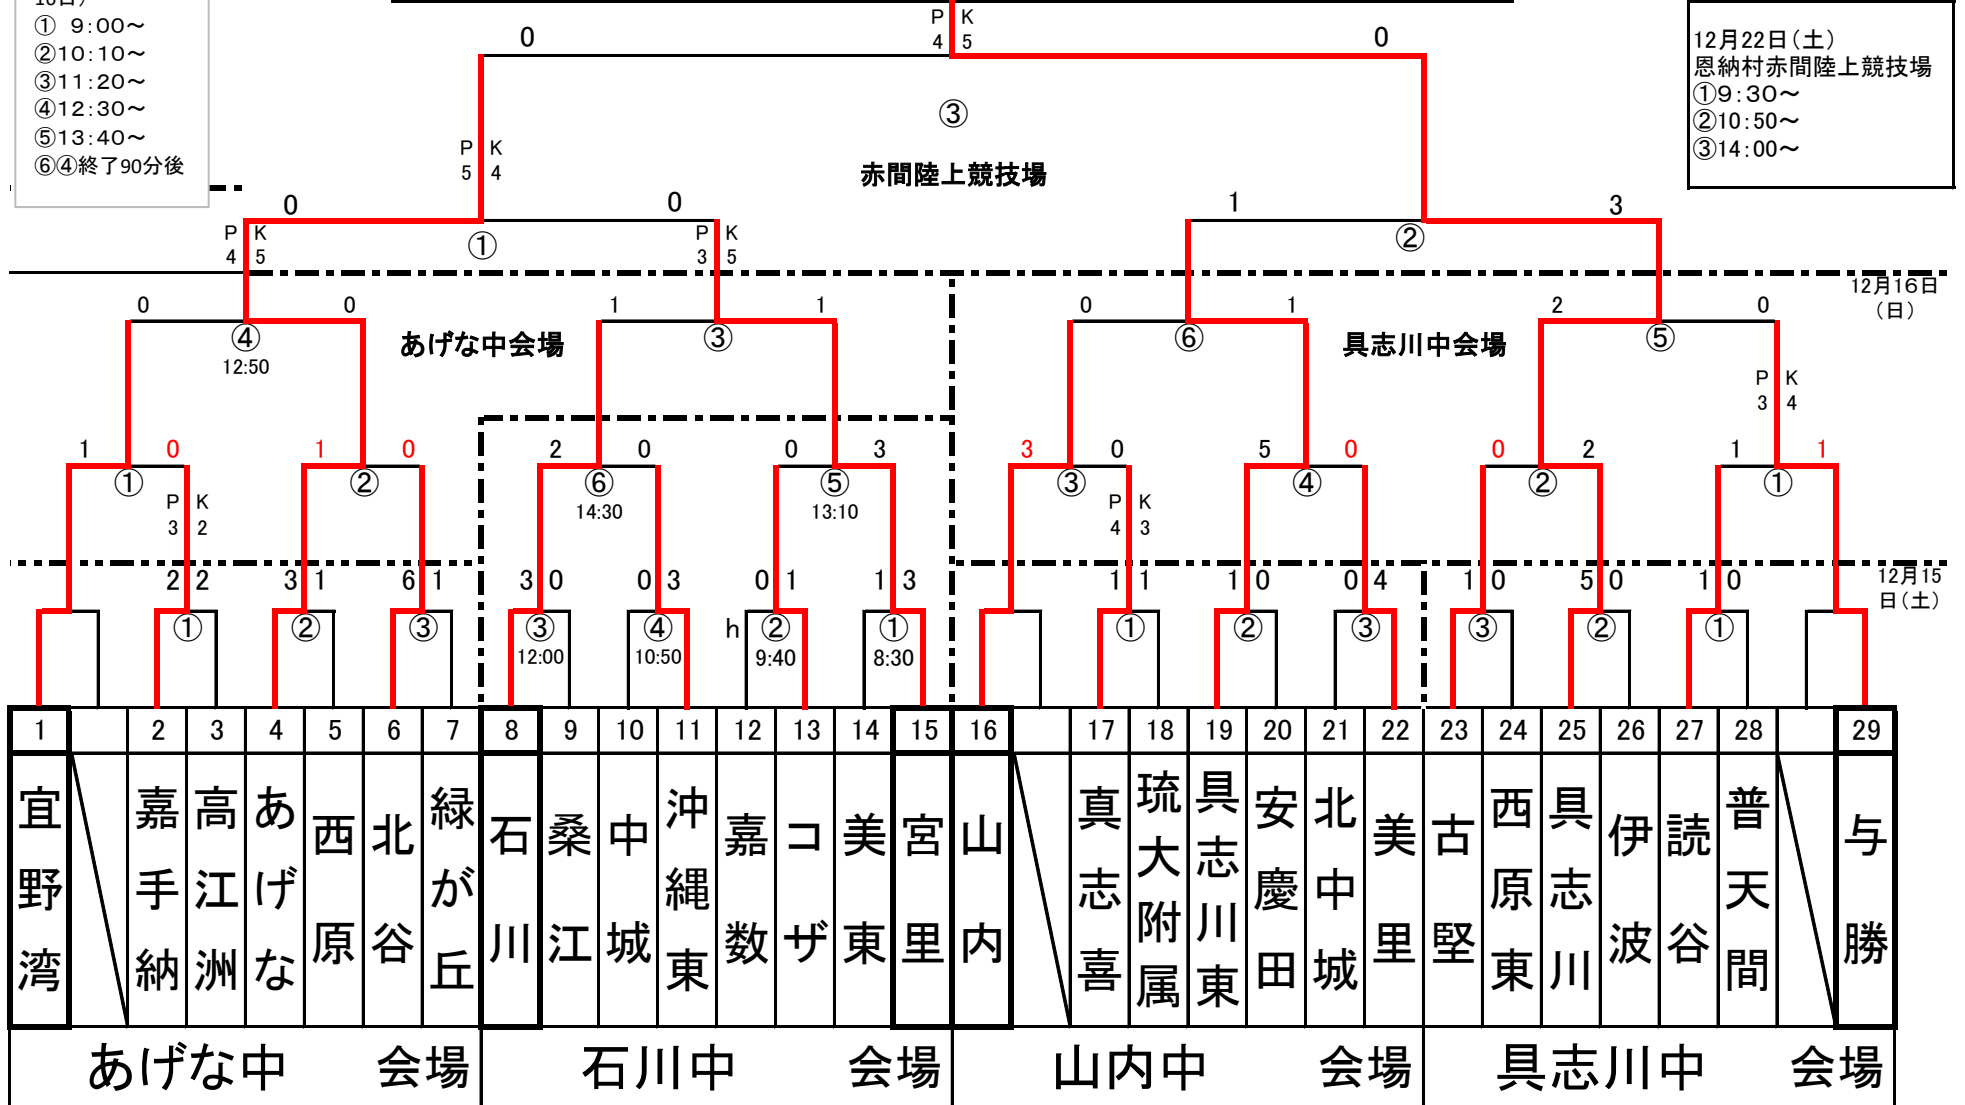 ① 9:00~
②10:10~
③11:20~
④12:30~
⑤13:40~
⑥④終了90分後
12月22日(土)
恩納村赤間陸上競技場
①9:30~
②10:50~
③14:00~
0 P K 0
4 5
③
P K
5 4
赤間陸上競技場
0 0 1 3
P K P K
4 5 3 5
① ②
12月16日
(日)
0 0 1 1 0 1 2 0
④ ③ ⑥ ⑤
12:50
あげな中会場 具志川中会場
P K
3 4
1 0 1 0 2 0 0 3 3 0 5 0 0 2 1 1
① ② ⑥ ⑤ ③ ④ ② ①
14:30 13:10
P K P K
3 2 4 3
12月15
日(土)
2 2 3 1 6 1 3 0 0 3 0 1 1 3 1 1 1 0 0 4 1 0 5 0 1 0
① ② ③ ③ ④ h ② ① ① ② ③ ③ ② ①
12:00 10:50 9:40 8:30
1 2 3 4 5 6 7 8 9 10 11 12 13 14 15 16 17 18 19 20 21 22 23 24 25 26 27 28 29
宜野湾
嘉手納
高江洲
あげな
西原
北谷
緑が丘
石川
桑江
中城
沖縄東
嘉数
コザ
美東
宮里
山内
真志喜
琉大附属
具志川東
安慶田
北中城
美里
古堅
西原東
具志川
伊波
読谷
普天間
与勝
あげな中 会場 石川中 会場 山内中 会場 具志川中 会場